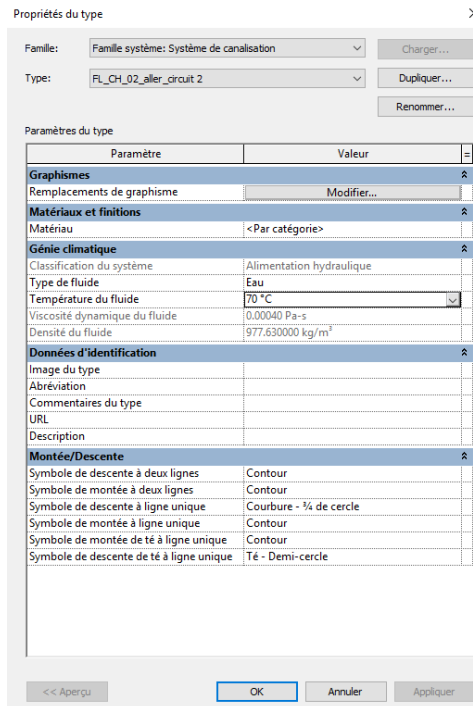 Propriétés du type
Famille: Famille système: Système de canalisation Charger...
Type: FL_CH_02_aller_circuit 2 Dupliquer...
Renommer...
Paramètres du type
Paramètre Valeur =
Graphismes
Remplacements de graphisme Modifier...
Matériaux et finitions
Matériau <Par catégorie>
Génie climatique
Classification du système Alimentation hydraulique
Type de fluide Eau
Température du fluide 70 °C
Viscosité dynamique du fluide 0.00040 Pa-s
Densité du fluide 977.630000 kg/m³
Données d'identification
Image du type
Abréviation
Commentaires du type
URL
Description
Montée/Descente
Symbole de descente à deux lignes Contour
Symbole de montée à deux lignes Contour
Symbole de descente à ligne unique Courbure - ¾ de cercle
Symbole de montée à ligne unique Contour
Symbole de montée de té à ligne unique Contour
Symbole de descente de té à ligne unique Té - Demi-cercle
<< Aperçu OK Annuler Appliquer